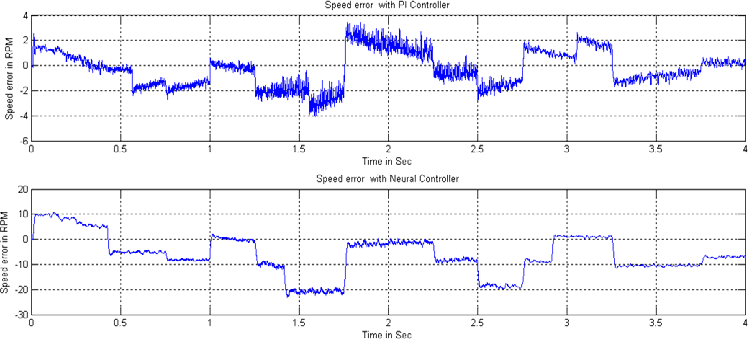 Speed error with PI Controller
4
2
0
-2
-4
-6
Speed error in RPM
0 0.5 1 1.5 2 2.5 3 3.5 4
Time in Sec
Speed error with Neural Controller
20
10
0
-10
-20
-30
Speed error in RPM
0 0.5 1 1.5 2 2.5 3 3.5 4
Time in Sec